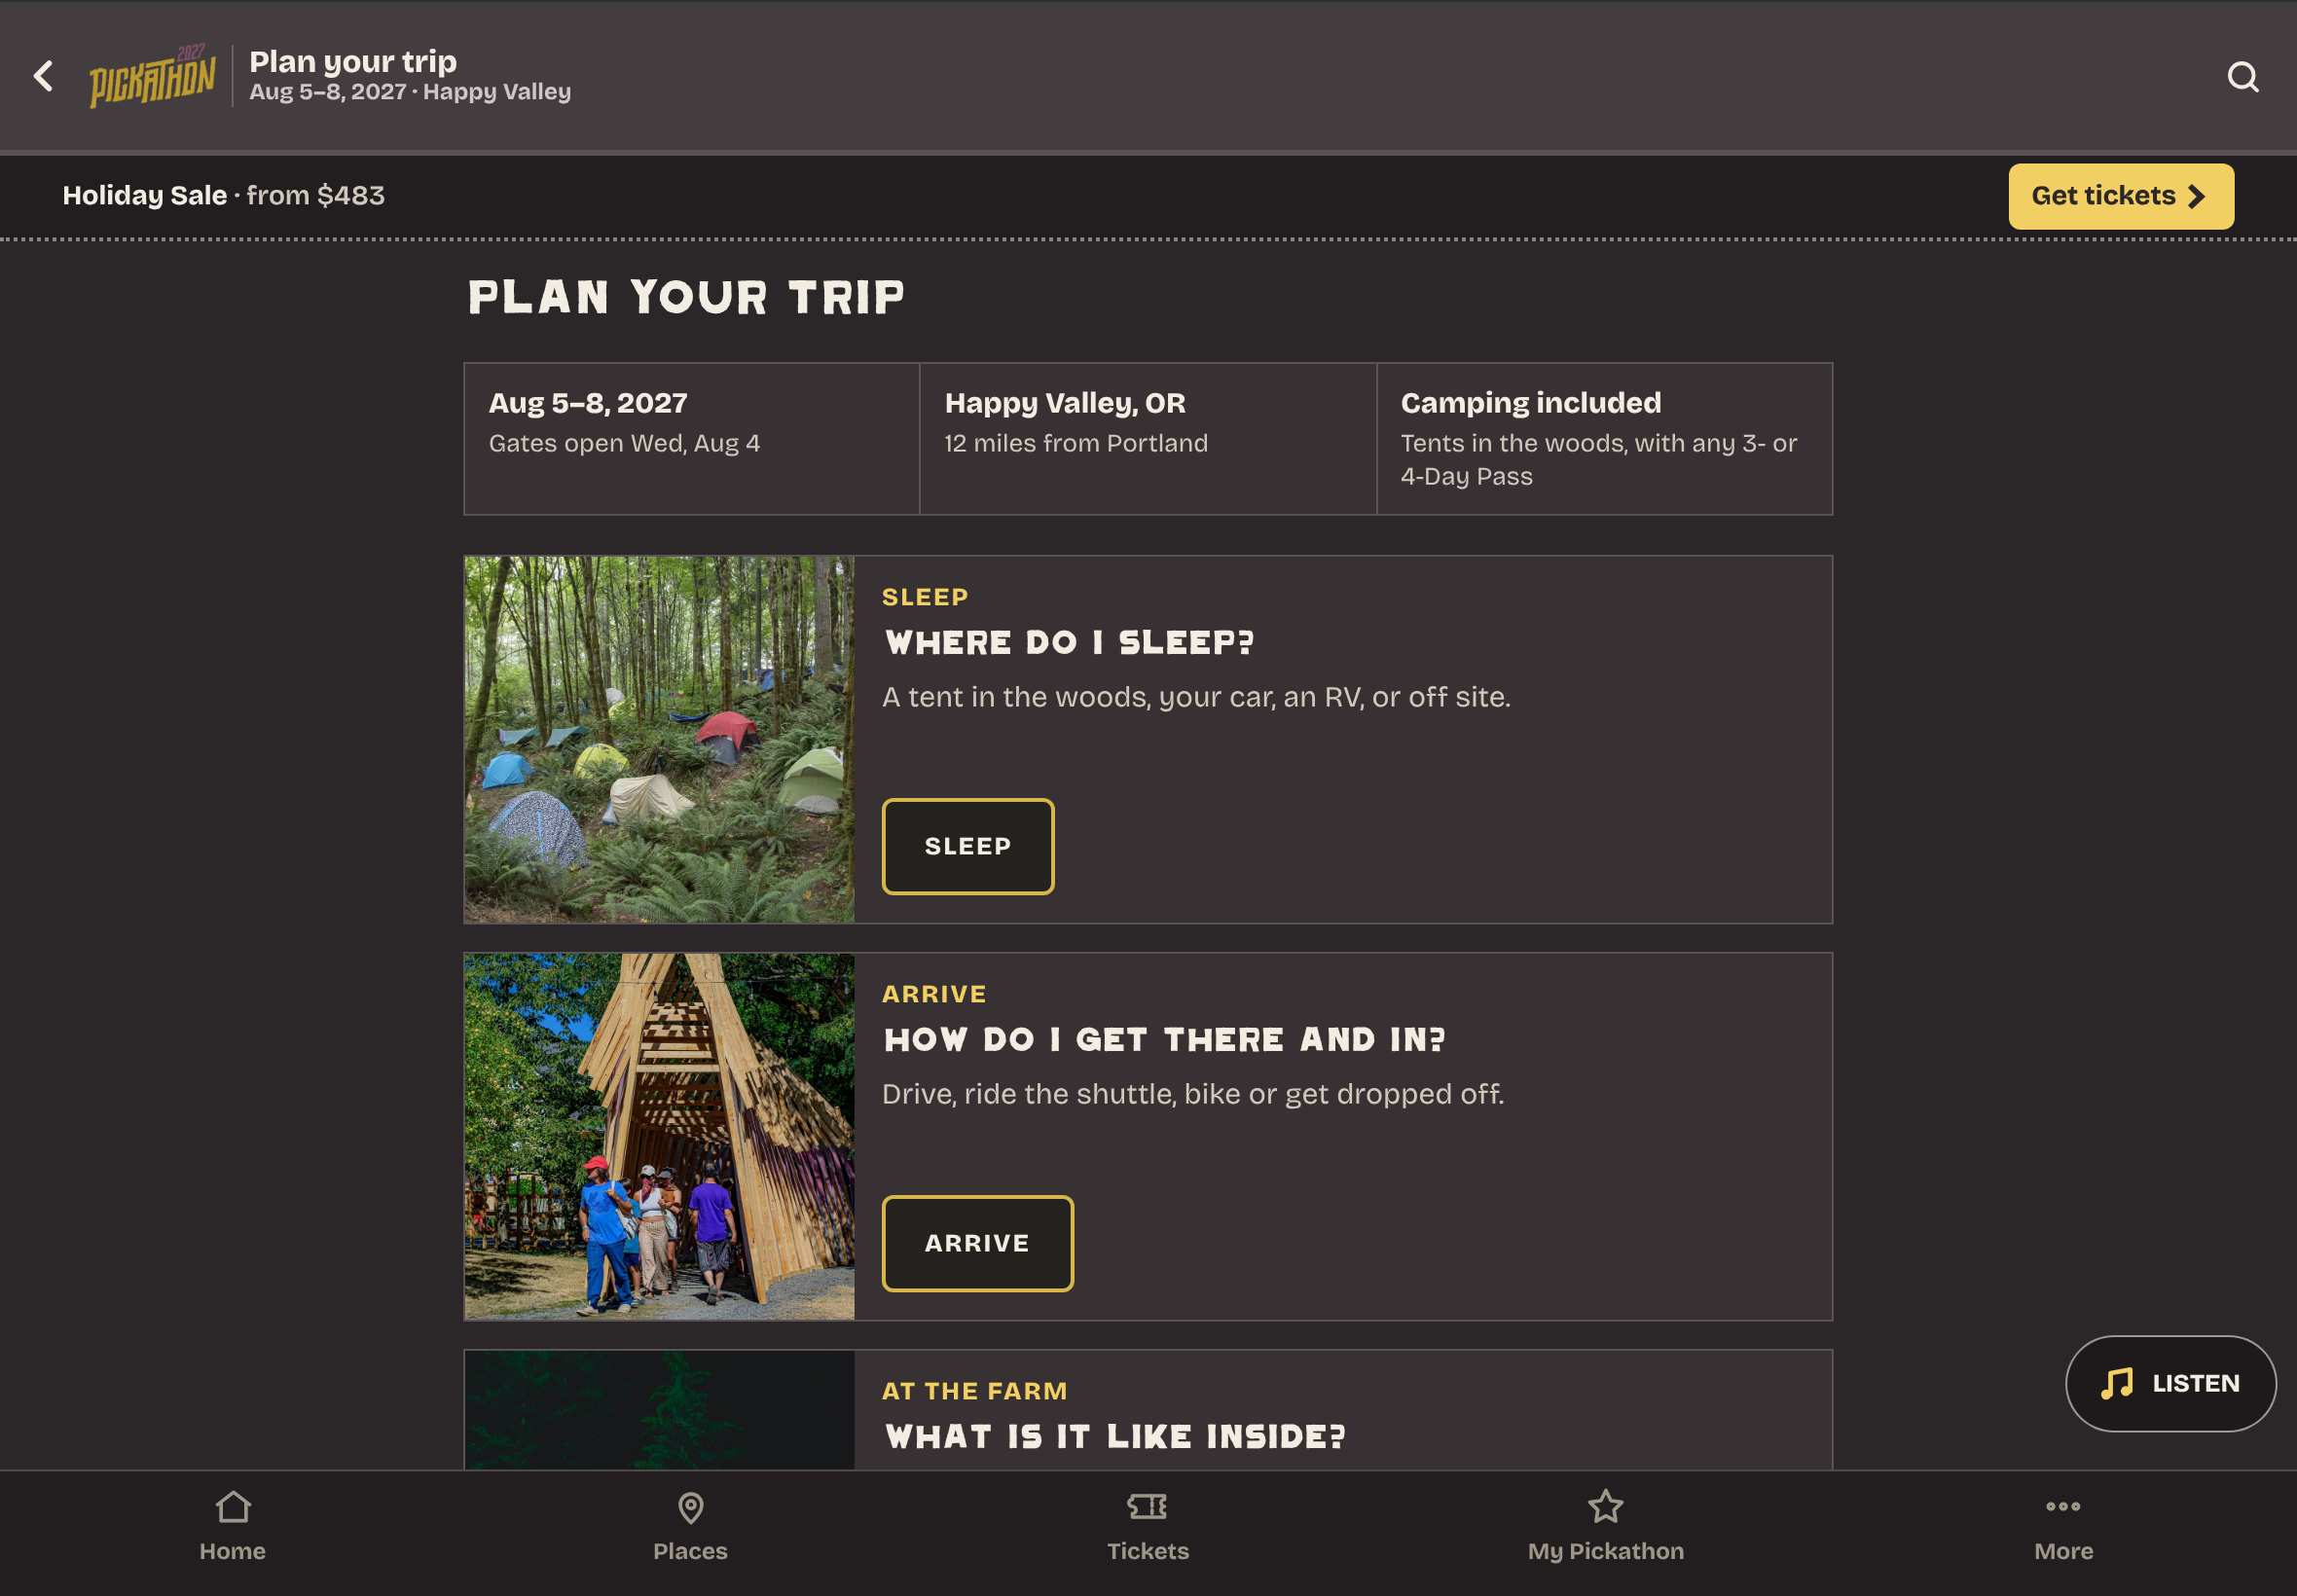 2027
PICKATHON
Plan your trip
Aug 5–8, 2027 · Happy Valley
Holiday Sale · from $483
Get tickets
PLAN YOUR TRIP
Aug 5–8, 2027
Gates open Wed, Aug 4
Happy Valley, OR
12 miles from Portland
Camping included
Tents in the woods, with any 3- or
4-Day Pass
SLEEP
WHERE DO I SLEEP?
A tent in the woods, your car, an RV, or off site.
SLEEP
ARRIVE
HOW DO I GET THERE AND IN?
Drive, ride the shuttle, bike or get dropped off.
ARRIVE
AT THE FARM
WHAT IS IT LIKE INSIDE?
LISTEN
Home
Places
Tickets
My Pickathon
More